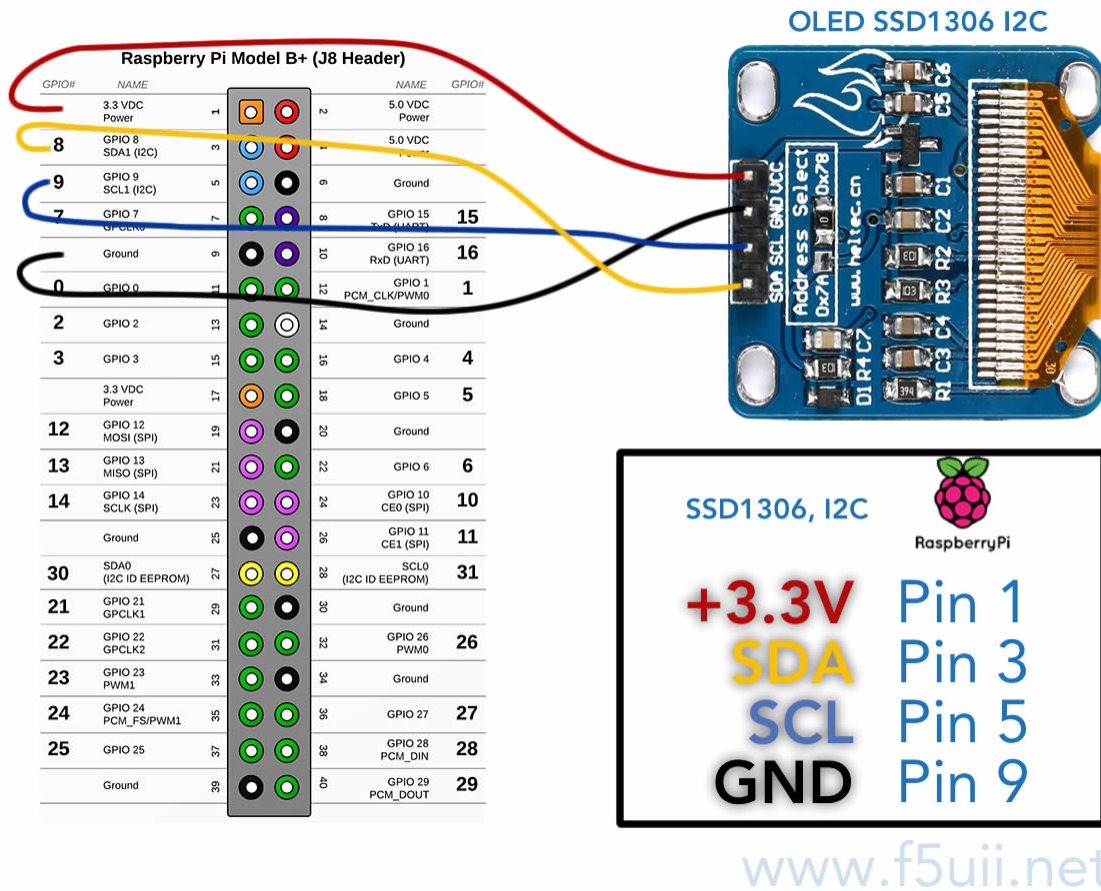 OLED SSD1306 I2C
Raspberry Pi Model B+ (J8 Header)
GPIO# NAME NAME GPIO#
3.3 VDC
Power 1 2 5.0 VDC
Power
8 GPIO 8
SDA1 (I2C) 3 4 5.0 VDC
Power
9 GPIO 9
SCL1 (I2C) 5 6 Ground
7 GPIO 7
GPCLK0 7 8 GPIO 15
TxD (UART) 15
Ground 9 10 GPIO 16
RxD (UART) 16
0 GPIO 0 11 12 GPIO 1
PCM_CLK/PWM0 1
2 GPIO 2 13 14 Ground
3 GPIO 3 15 16 GPIO 4 4
3.3 VDC
Power 17 18 GPIO 5 5
12 GPIO 12
MOSI (SPI) 19 20 Ground
13 GPIO 13
MISO (SPI) 21 22 GPIO 6 6
14 GPIO 14
SCLK (SPI) 23 24 GPIO 10
CE0 (SPI) 10
Ground 25 26 GPIO 11
CE1 (SPI) 11
30 SDA0
(I2C ID EEPROM) 27 28 SCL0
(I2C ID EEPROM) 31
21 GPIO 21
GPCLK1 29 30 Ground
22 GPIO 22
GPCLK2 31 32 GPIO 26
PWM0 26
23 GPIO 23
PWM1 33 34 Ground
24 GPIO 24
PCM_FS/PWM1 35 36 GPIO 27 27
25 GPIO 25 37 38 GPIO 28
PCM_DIN 28
Ground 39 40 GPIO 29
PCM_DOUT 29
SDA SCL GND VCC
Address Select
0x7A 0x78
www.heltec.cn
C6
C5
C1
C2
R2
R3
C4
C3
R1
C7
R4
D1
103
103
103
394
0
1
30
SSD1306, I2C
RaspberryPi
+3.3V Pin 1
SDA Pin 3
SCL Pin 5
GND Pin 9
www.f5uii.net